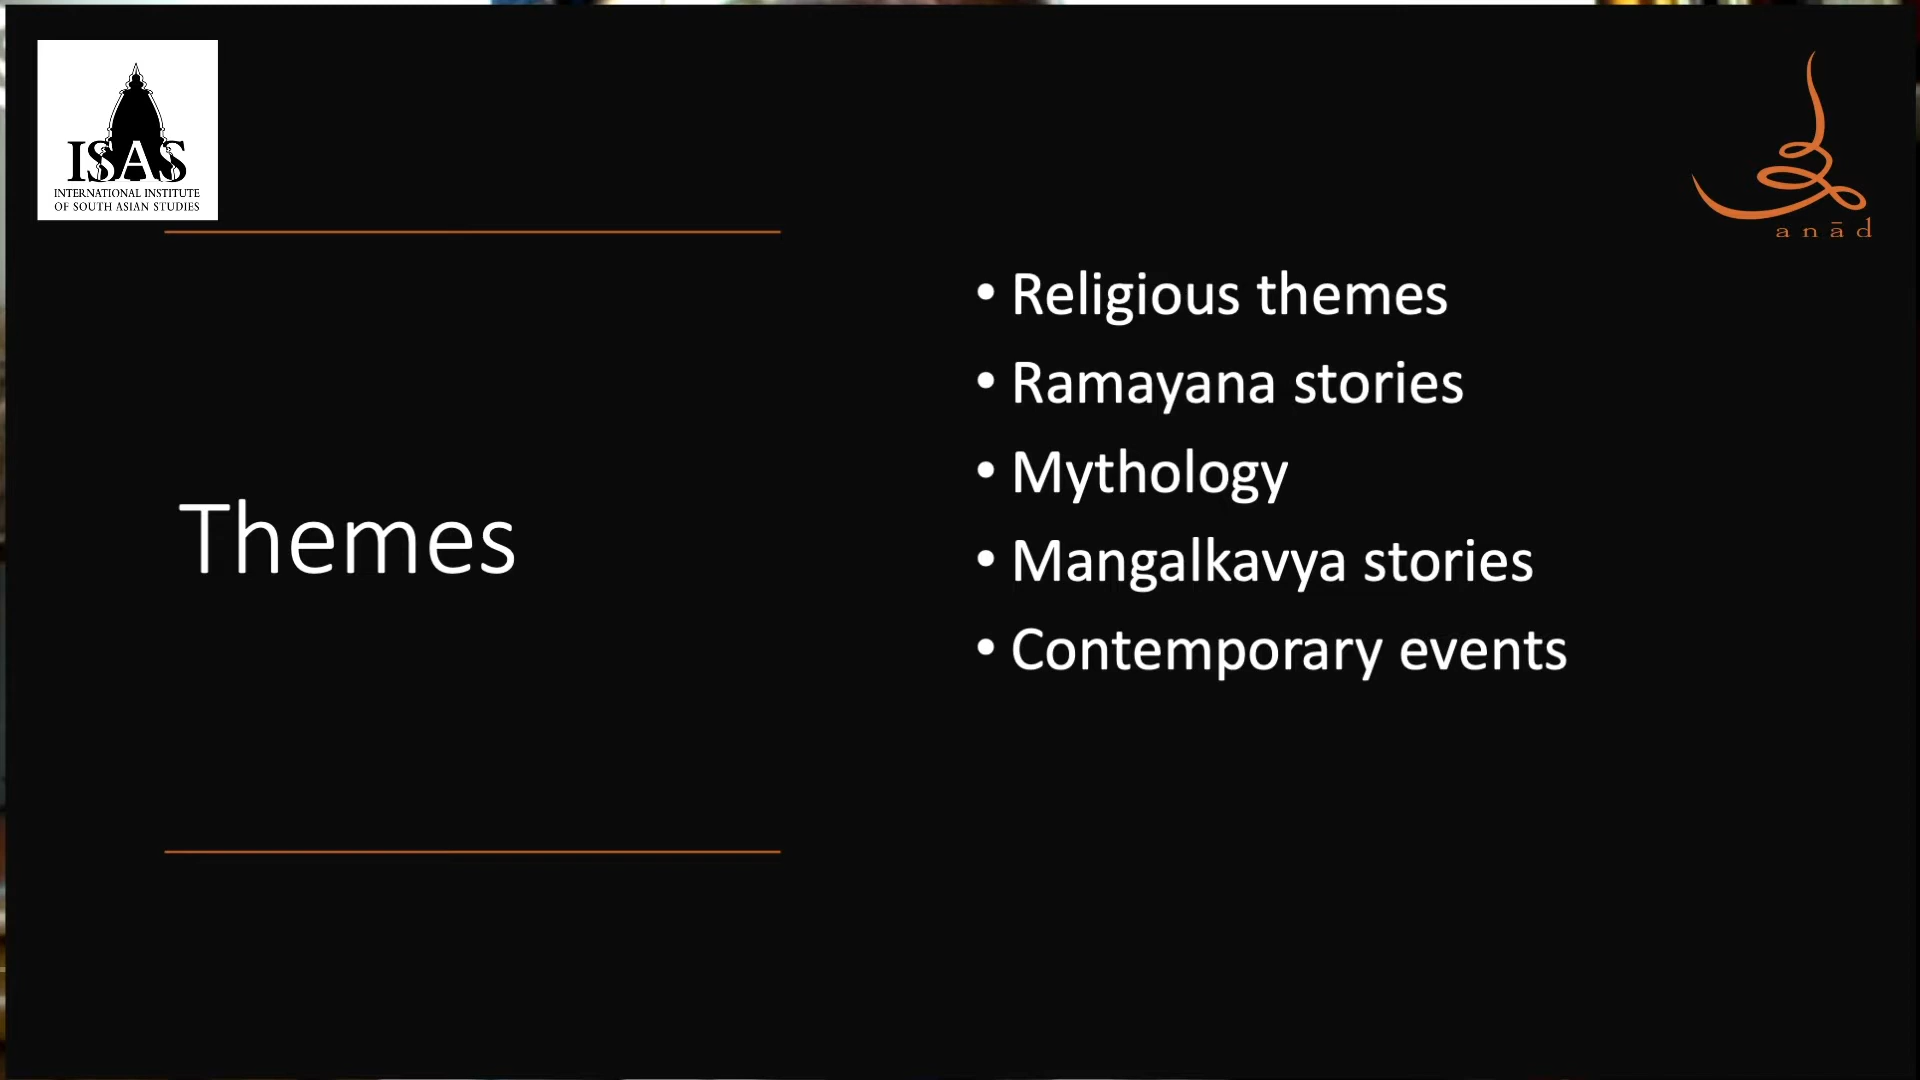 ISAS
INTERNATIONAL INSTITUTE
OF SOUTH ASIAN STUDIES
anād
Themes
• Religious themes
• Ramayana stories
• Mythology
• Mangalkavya stories
• Contemporary events